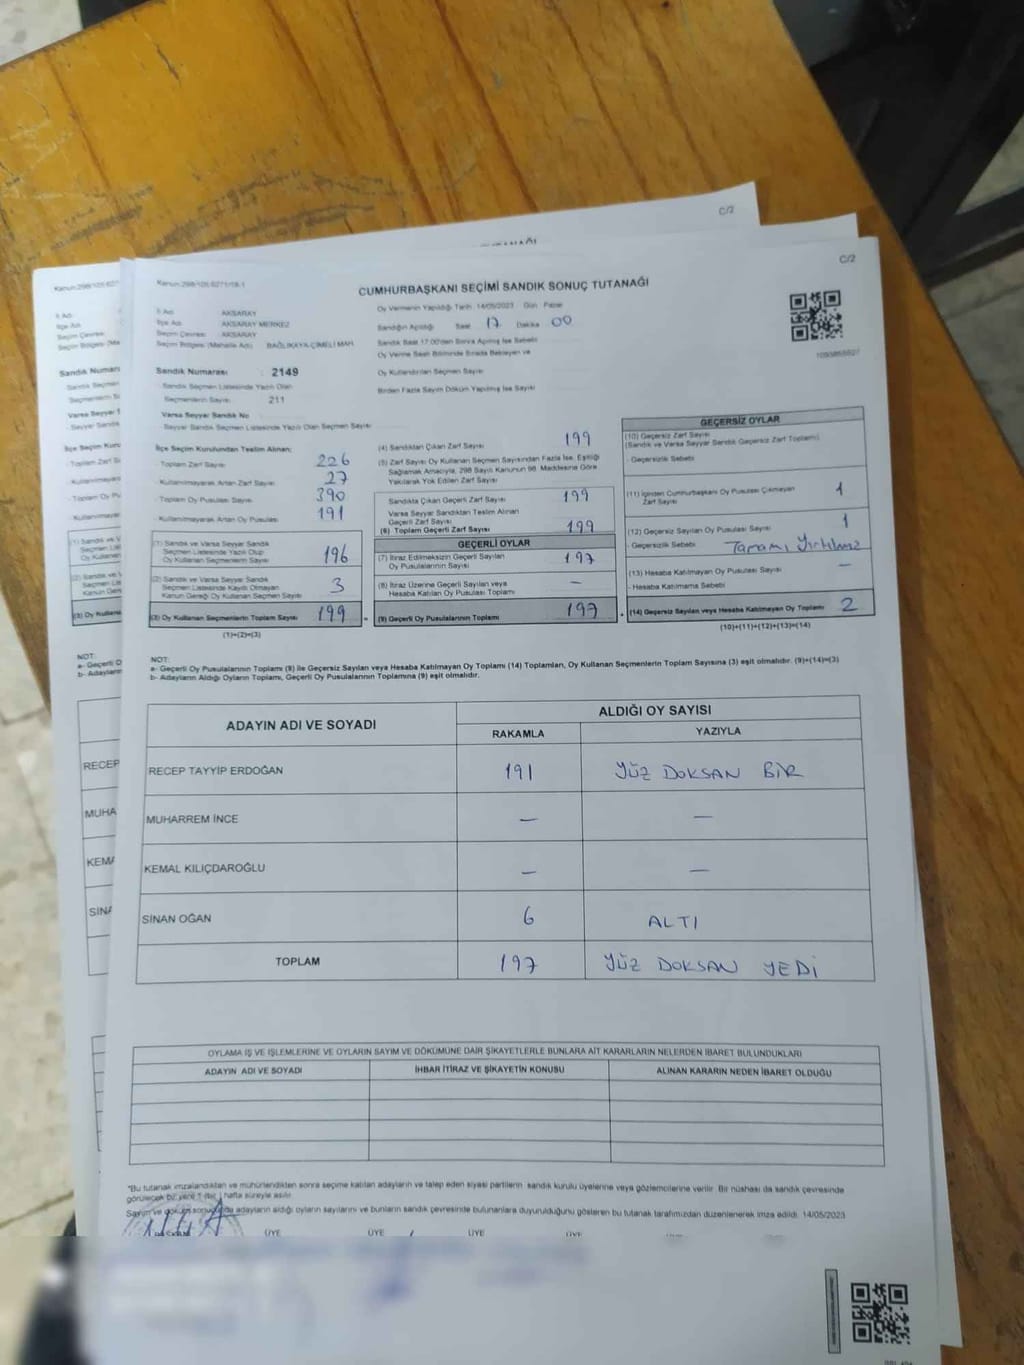 C/2
C/2
Kanun:298/105,6271/18,1
CUMHURBAŞKANI SEÇİMİ SANDIK SONUÇ TUTANAĞI
İl Adı : AKSARAY
İlçe Adı : AKSARAY MERKEZ
Seçim Çevresi : AKSARAY
Seçim Bölgesi (Mahalle Adı) : BAĞLIKAYA-ÇİMELİ MAH.
Oy Vermenin Yapıldığı Tarih :14/05/2023 Gün : Pazar
Sandığın Açıldığı Saat 17 Dakika 00
Sandık Saat 17:00'den Sonra Açılmış İse Sebebi
Oy Verme Saati Bitiminde Sırada Bekleyen ve
Oy Kullandırılan Seçmen Sayısı
Birden Fazla Sayım Döküm Yapılmış İse Sayısı
Sandık Numarası : 2149
Sandık Seçmen Listesinde Yazılı Olan
Seçmenlerin Sayısı : 211
Varsa Seyyar Sandık No
- Seyyar Sandık Seçmen Listesinde Yazılı Olan Seçmen Sayısı
İlçe Seçim Kurulundan Teslim Alınan;
- Toplam Zarf Sayısı 226
- Kullanılmayarak Artan Zarf Sayısı 27
- Toplam Oy Pusulası Sayısı 390
- Kullanılmayarak Artan Oy Pusulası 191
(1) Sandık ve Varsa Seyyar Sandık
Seçmen Listesinde Yazılı Olup
Oy Kullanan Seçmenlerin Sayısı 196
(2) Sandık ve Varsa Seyyar Sandık
Seçmen Listesinde Kayıtlı Olmayan
Kanun Gereği Oy Kullanan Seçmen Sayısı 3
(3) Oy Kullanan Seçmenlerin Toplam Sayısı 199
(1)+(2)=(3)
(4) Sandıktan Çıkan Zarf Sayısı 199
(5) Zarf Sayısı Oy Kullanan Seçmen Sayısından Fazla İse, Eşitliği
Sağlamak Amacıyla, 298 Sayılı Kanunun 98. Maddesine Göre
Yakılarak Yok Edilen Zarf Sayısı
Sandıkta Çıkan Geçerli Zarf Sayısı 199
Varsa Seyyar Sandıktan Teslim Alınan
Geçerli Zarf Sayısı
(6) Toplam Geçerli Zarf Sayısı 199
GEÇERLİ OYLAR
(7) İtiraz Edilmeksizin Geçerli Sayılan
Oy Pusulalarının Sayısı 197
(8) İtiraz Üzerine Geçerli Sayılan veya
Hesaba Katılan Oy Pusulası Toplamı –
(9) Geçerli Oy Pusulalarının Toplamı 197
GEÇERSİZ OYLAR
(10) Geçersiz Zarf Sayısı
(Sandık ve Varsa Seyyar Sandık Geçersiz Zarf Toplamı)
- Geçersizlik Sebebi
(11) İçinden Cumhurbaşkanı Oy Pusulası Çıkmayan
Zarf Sayısı 1
(12) Geçersiz Sayılan Oy Pusulası Sayısı 1
- Geçersizlik Sebebi Tamamı Yırtılmış
(13) Hesaba Katılmayan Oy Pusulası Sayısı –
- Hesaba Katılmama Sebebi
(14) Geçersiz Sayılan veya Hesaba Katılmayan Oy Toplamı 2
(10)+(11)+(12)+(13)=(14)
NOT:
a- Geçerli Oy Pusulalarının Toplamı (9) ile Geçersiz Sayılan veya Hesaba Katılmayan Oy Toplamı (14) Toplamları, Oy Kullanan Seçmenlerin Toplam Sayısına (3) eşit olmalıdır. (9)+(14)=(3)
b- Adayların Aldığı Oyların Toplamı, Geçerli Oy Pusulalarının Toplamına (9) eşit olmalıdır.
ADAYIN ADI VE SOYADI ALDIĞI OY SAYISI
RAKAMLA YAZIYLA
RECEP TAYYİP ERDOĞAN 191 YÜZ DOKSAN BİR
MUHARREM İNCE – –
KEMAL KILIÇDAROĞLU – –
SİNAN OĞAN 6 ALTI
TOPLAM 197 YÜZ DOKSAN YEDİ
OYLAMA İŞ VE İŞLEMLERİNE VE OYLARIN SAYIM VE DÖKÜMÜNE DAİR ŞİKAYETLERLE BUNLARA AİT KARARLARIN NELERDEN İBARET BULUNDUKLARI
ADAYIN ADI VE SOYADI İHBAR İTİRAZ VE ŞİKAYETİN KONUSU ALINAN KARARIN NEDEN İBARET OLDUĞU
*Bu tutanak imzalandıktan ve mühürlendikten sonra seçime katılan adayların ve talep eden siyasi partilerin sandık kurulu üyelerine veya gözlemcilerine verilir. Bir nüshası da sandık çevresinde
görülecek bir yere 1 (bir) hafta süreyle asılır.
Sayım ve döküm sonucunda adayların aldığı oyların sayılarını ve bunların sandık çevresinde bulunanlara duyurulduğunu gösteren bu tutanak tarafımızdan düzenlenerek imza edildi. 14/05/2023
BAŞKAN ÜYE ÜYE ÜYE ÜYE